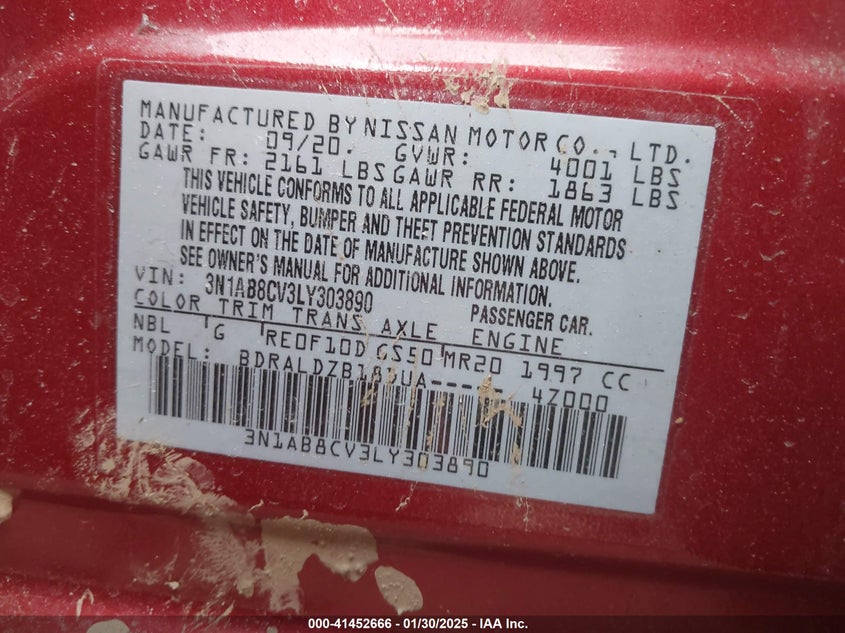 MANUFACTURED BY NISSAN MOTOR CO., LTD.
DATE: 09/20. GVWR: 4001 LBS
GAWR FR: 2161 LBS GAWR RR: 1863 LBS
THIS VEHICLE CONFORMS TO ALL APPLICABLE FEDERAL MOTOR
VEHICLE SAFETY, BUMPER AND THEFT PREVENTION STANDARDS
IN EFFECT ON THE DATE OF MANUFACTURE SHOWN ABOVE.
SEE OWNER'S MANUAL FOR ADDITIONAL INFORMATION.
VIN: 3N1AB8CV3LY303890 PASSENGER CAR.
COLOR TRIM TRANS AXLE ENGINE
NBL G RE0F10D GS50 MR20 1997 CC
MODEL: BDRALDZB183UA----- 4Z000
3N1AB8CV3LY303890
000-41452666 - 01/30/2025 - IAA Inc.